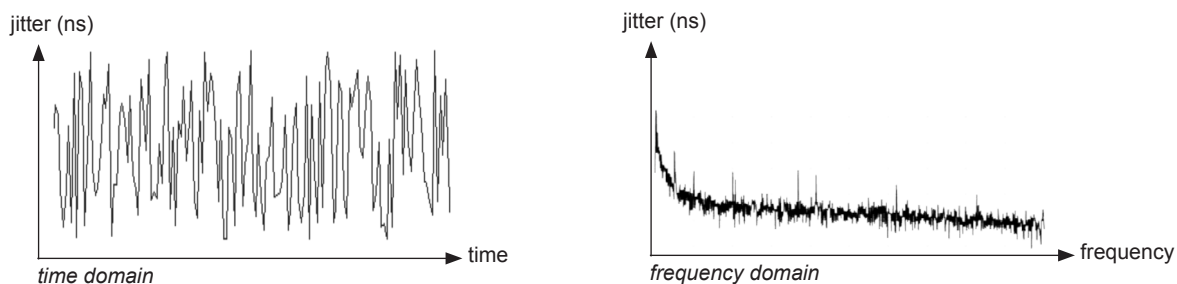 jitter (ns)
time
time domain
jitter (ns)
frequency
frequency domain